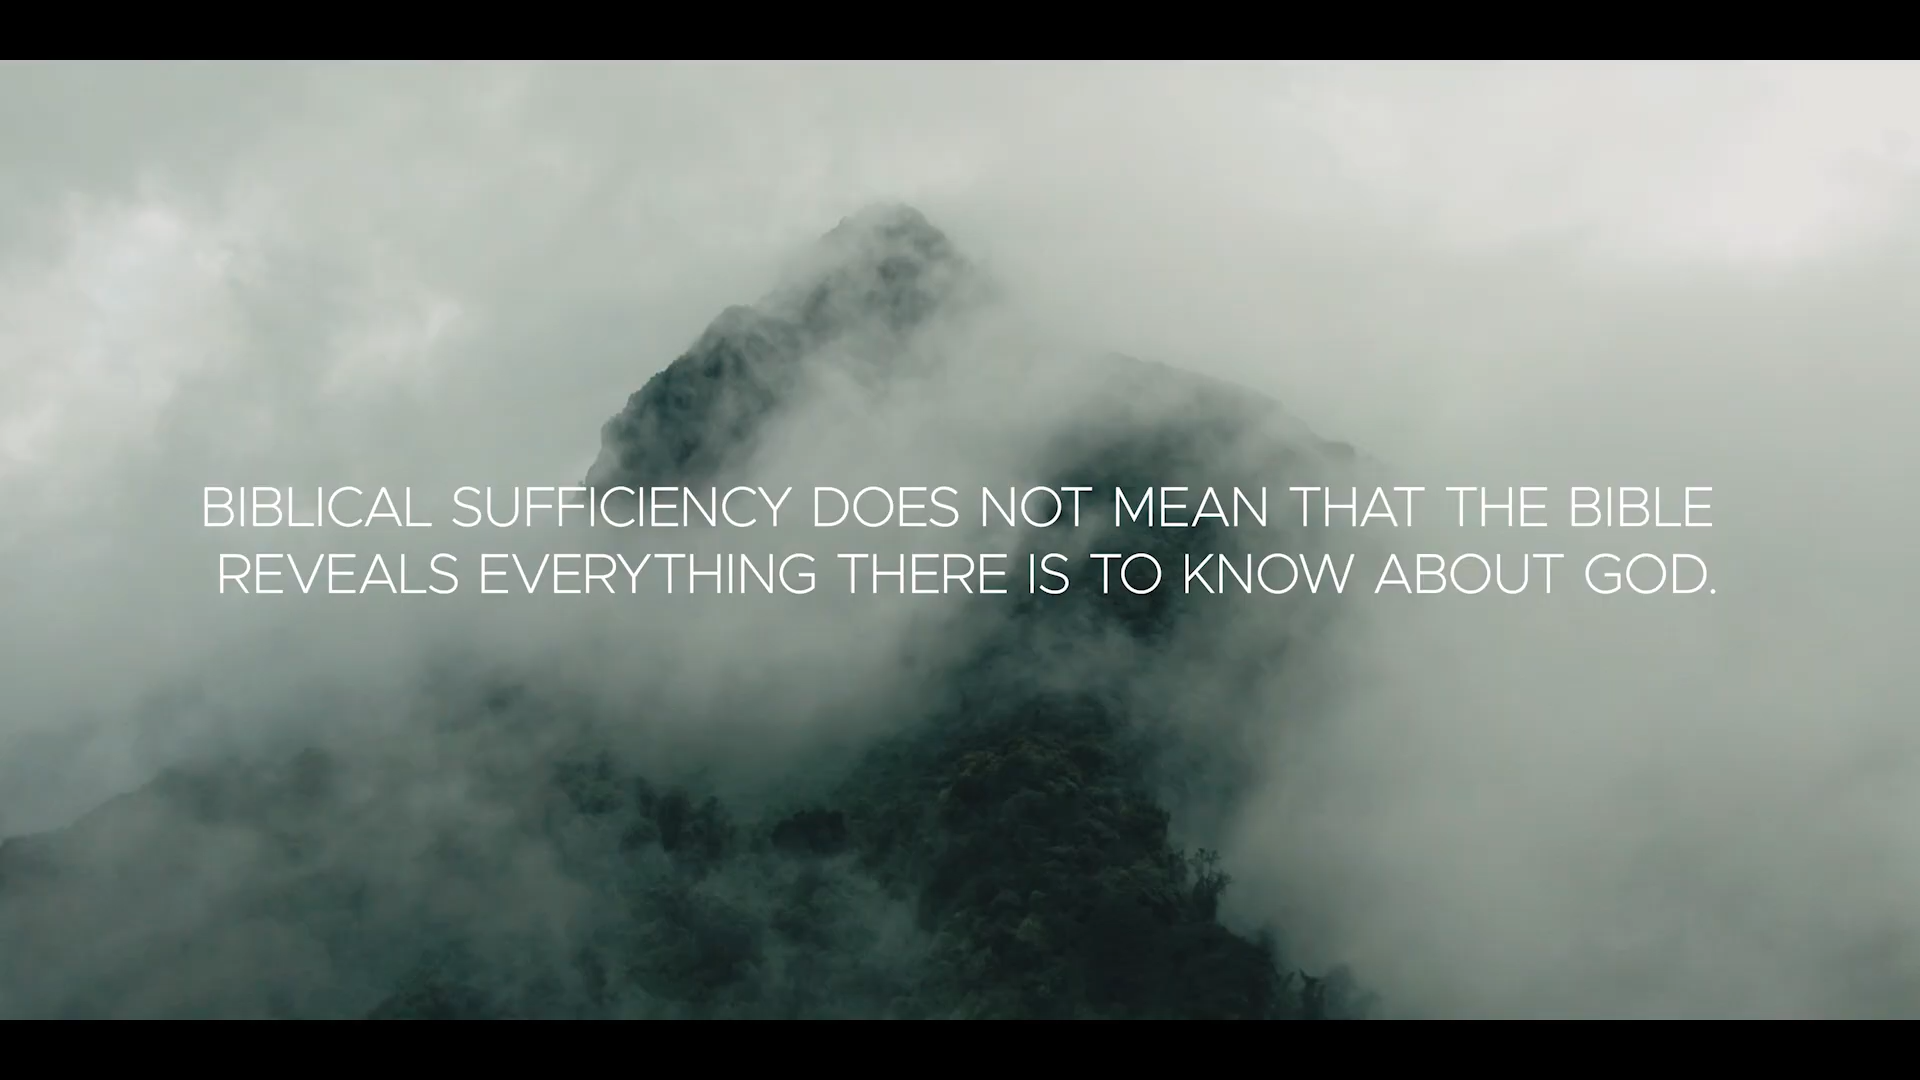 BIBLICAL SUFFICIENCY DOES NOT MEAN THAT THE BIBLE
REVEALS EVERYTHING THERE IS TO KNOW ABOUT GOD.